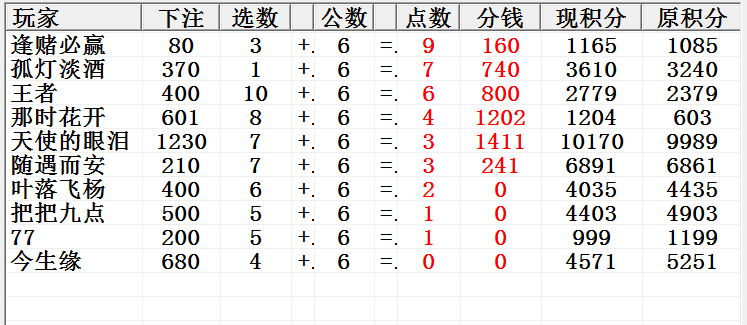 玩家 下注 选数 公数 点数 分钱 现积分 原积分
逢赌必赢 80 3 +. 6 =. 9 160 1165 1085
孤灯淡酒 370 1 +. 6 =. 7 740 3610 3240
王者 400 10 +. 6 =. 6 800 2779 2379
那时花开 601 8 +. 6 =. 4 1202 1204 603
天使的眼泪 1230 7 +. 6 =. 3 1411 10170 9989
随遇而安 210 7 +. 6 =. 3 241 6891 6861
叶落飞杨 400 6 +. 6 =. 2 0 4035 4435
把把九点 500 5 +. 6 =. 1 0 4403 4903
77 200 5 +. 6 =. 1 0 999 1199
今生缘 680 4 +. 6 =. 0 0 4571 5251